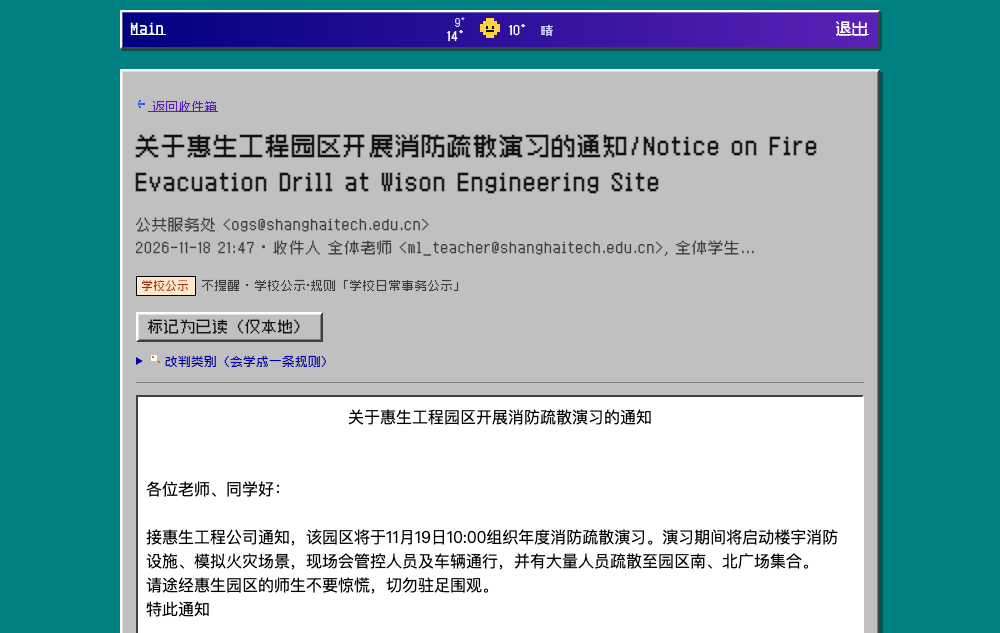 Main
9°
14°
10°
晴
退出
返回收件箱
关于惠生工程园区开展消防疏散演习的通知/Notice on Fire
Evacuation Drill at Wison Engineering Site
公共服务处 <ogs@shanghaitech.edu.cn>
2026-11-18 21:47 · 收件人 全体老师 <ml_teacher@shanghaitech.edu.cn>, 全体学生...
学校公示 不提醒 · 学校公示·规则「学校日常事务公示」
标记为已读（仅本地）
改判类别（会学成一条规则）
关于惠生工程园区开展消防疏散演习的通知
各位老师、同学好：
接惠生工程公司通知，该园区将于11月19日10:00组织年度消防疏散演习。演习期间将启动楼宇消防
设施、模拟火灾场景，现场会管控人员及车辆通行，并有大量人员疏散至园区南、北广场集合。
请途经惠生园区的师生不要惊慌，切勿驻足围观。
特此通知